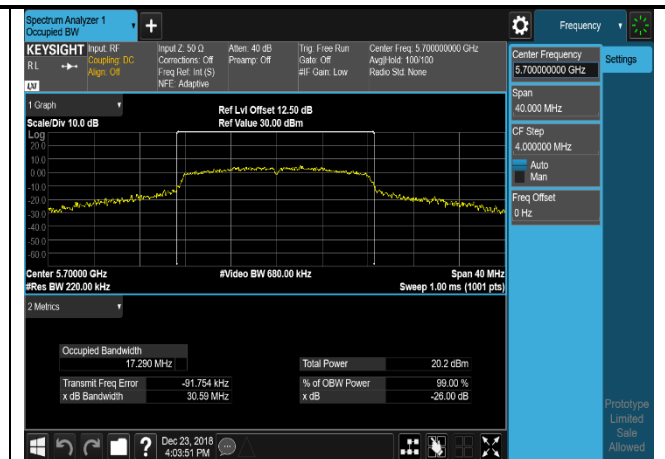 Spectrum Analyzer 1
Occupied BW
Frequency
KEYSIGHT
RL
LXI
Input: RF
Coupling: DC
Align: Off
Input Z: 50 Ω
Corrections: Off
Freq Ref: Int (S)
NFE: Adaptive
Atten: 40 dB
Preamp: Off
Trig: Free Run
Gate: Off
#IF Gain: Low
Center Freq: 5.700000000 GHz
Avg|Hold: 100/100
Radio Std: None
Center Frequency
5.700000000 GHz
Settings
Span
40.000 MHz
CF Step
4.000000 MHz
Auto
Man
Freq Offset
0 Hz
1 Graph
Scale/Div 10.0 dB
Ref Lvl Offset 12.50 dB
Ref Value 30.00 dBm
Log
20.0
10.0
0.00
-10.0
-20.0
-30.0
-40.0
-50.0
-60.0
Center 5.70000 GHz
#Video BW 680.00 kHz
Span 40 MHz
#Res BW 220.00 kHz
Sweep 1.00 ms (1001 pts)
2 Metrics
Occupied Bandwidth
17.290 MHz
Total Power 20.2 dBm
Transmit Freq Error -91.754 kHz
% of OBW Power 99.00 %
x dB Bandwidth 30.59 MHz
x dB -26.00 dB
Dec 23, 2018
4:03:51 PM
Prototype
Limited
Sale
Allowed